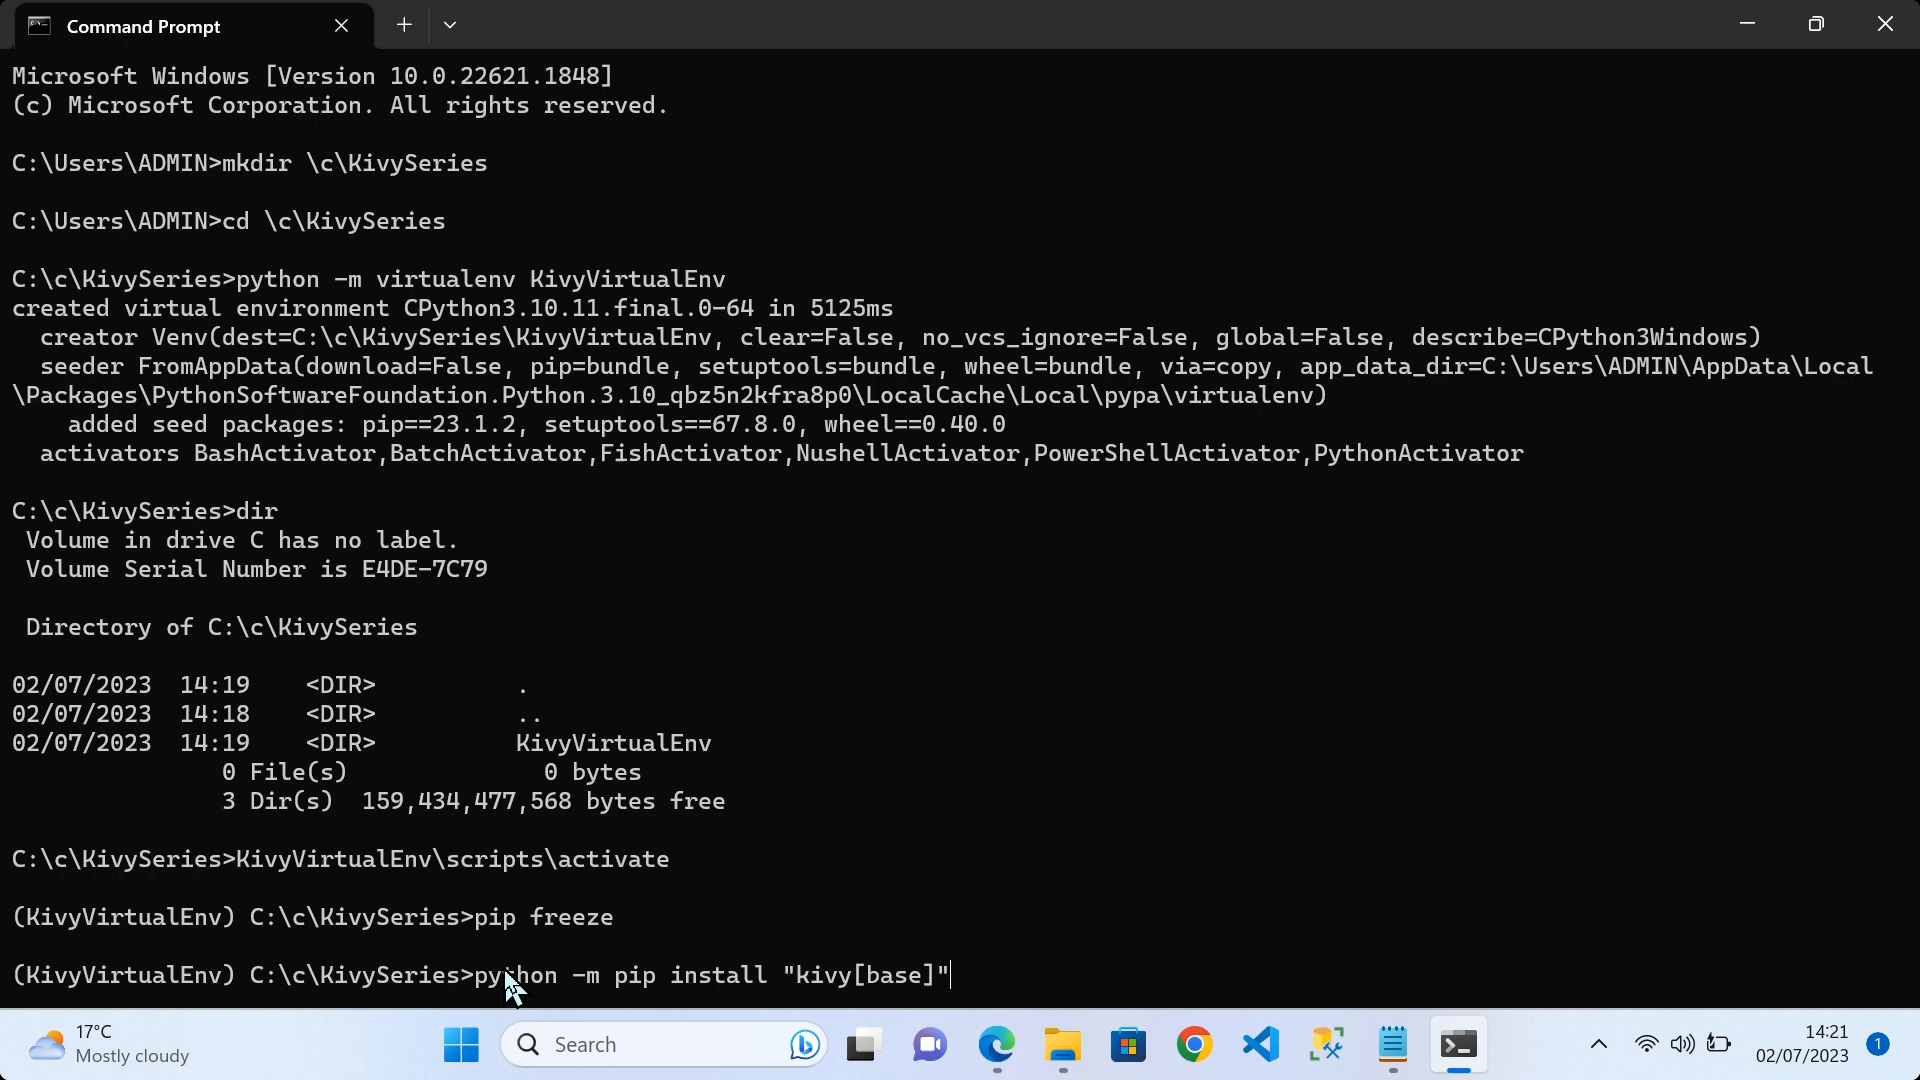 Command Prompt
Microsoft Windows [Version 10.0.22621.1848]
(c) Microsoft Corporation. All rights reserved.
C:\Users\ADMIN>mkdir \c\KivySeries
C:\Users\ADMIN>cd \c\KivySeries
C:\c\KivySeries>python -m virtualenv KivyVirtualEnv
created virtual environment CPython3.10.11.final.0-64 in 5125ms
  creator Venv(dest=C:\c\KivySeries\KivyVirtualEnv, clear=False, no_vcs_ignore=False, global=False, describe=CPython3Windows)
  seeder FromAppData(download=False, pip=bundle, setuptools=bundle, wheel=bundle, via=copy, app_data_dir=C:\Users\ADMIN\AppData\Local
\Packages\PythonSoftwareFoundation.Python.3.10_qbz5n2kfra8p0\LocalCache\Local\pypa\virtualenv)
    added seed packages: pip==23.1.2, setuptools==67.8.0, wheel==0.40.0
  activators BashActivator,BatchActivator,FishActivator,NushellActivator,PowerShellActivator,PythonActivator
C:\c\KivySeries>dir
 Volume in drive C has no label.
 Volume Serial Number is E4DE-7C79
 Directory of C:\c\KivySeries
02/07/2023  14:19    <DIR>          .
02/07/2023  14:18    <DIR>          ..
02/07/2023  14:19    <DIR>          KivyVirtualEnv
               0 File(s)              0 bytes
               3 Dir(s)  159,434,477,568 bytes free
C:\c\KivySeries>KivyVirtualEnv\scripts\activate
(KivyVirtualEnv) C:\c\KivySeries>pip freeze
(KivyVirtualEnv) C:\c\KivySeries>python -m pip install "kivy[base]"
17°C
Mostly cloudy
Search
14:21
02/07/2023
1